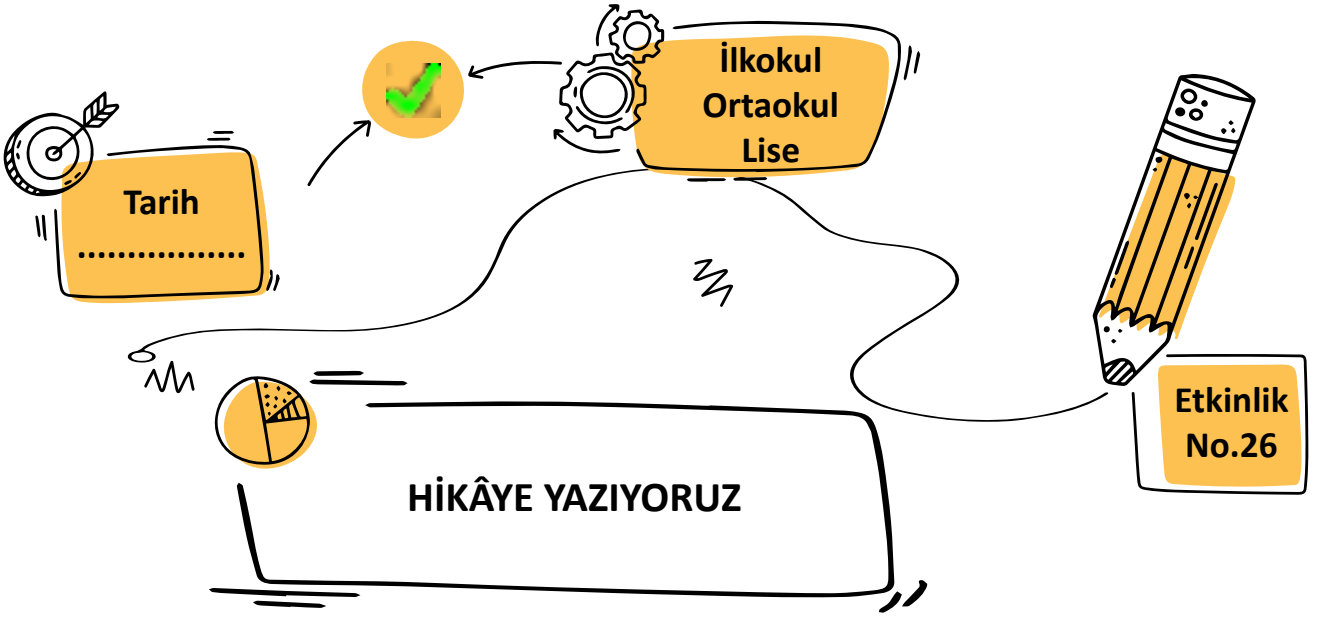 İlkokul
Ortaokul
Lise
Tarih
.................
Etkinlik
No.26
HİKÂYE YAZIYORUZ